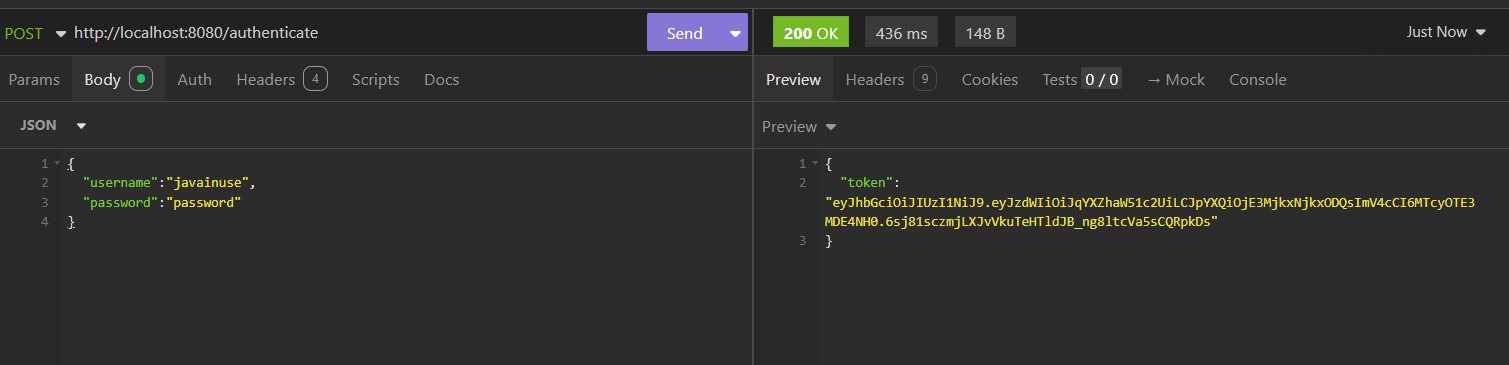 POST http://localhost:8080/authenticate Send 200 OK 436 ms 148 B Just Now
Params Body Auth Headers 4 Scripts Docs Preview Headers 9 Cookies Tests 0 / 0 → Mock Console
JSON Preview
1 {
2 "username":"javainuse",
3 "password":"password"
4 }
1 {
2 "token":
"eyJhbGciOiJIUzI1NiJ9.eyJzdWIiOiJqYXZhaW51c2UiLCJpYXQiOjE3MjkxNjkxODQsImV4cCI6MTcyOTE3
MDE4NH0.6sj81sczmjLXJvVkuTeHTldJB_ng8ltcVa5sCQRpkDs"
3 }